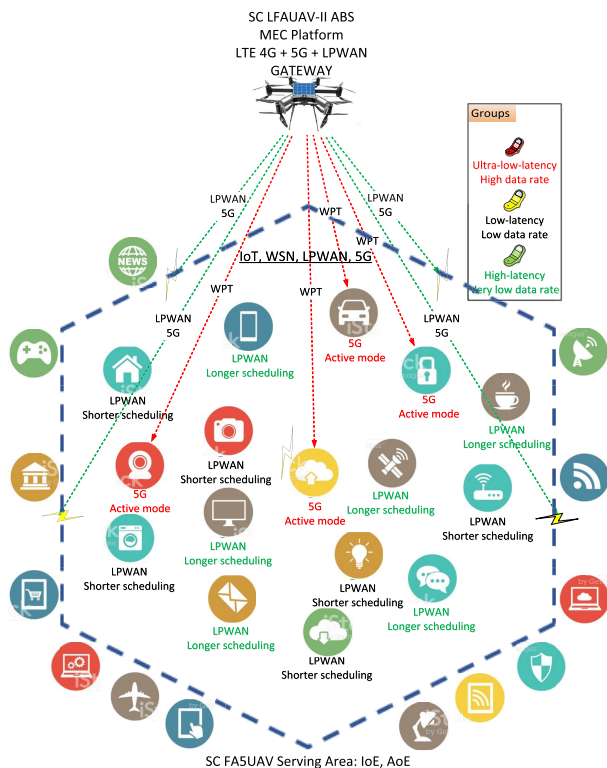 SC LFAUAV-II ABS
MEC Platform
LTE 4G + 5G + LPWAN
GATEWAY
Groups
Ultra-low-latency
High data rate
Low-latency
Low data rate
High-latency
Very low data rate
LPWAN
5G
LPWAN
5G
WPT
WPT
NEWS
IoT, WSN, LPWAN, 5G
WPT
WPT
LPWAN
5G
LPWAN
5G
5G
Active mode
LPWAN
Longer scheduling
LPWAN
Shorter scheduling
5G
Active mode
LPWAN
Longer scheduling
LPWAN
Shorter scheduling
5G
Active mode
5G
Active mode
LPWAN
Longer scheduling
LPWAN
Shorter scheduling
LPWAN
Longer scheduling
LPWAN
Shorter scheduling
LPWAN
Shorter scheduling
LPWAN
Longer scheduling
LPWAN
Longer scheduling
LPWAN
Shorter scheduling
SC FA5UAV Serving Area: IoE, AoE